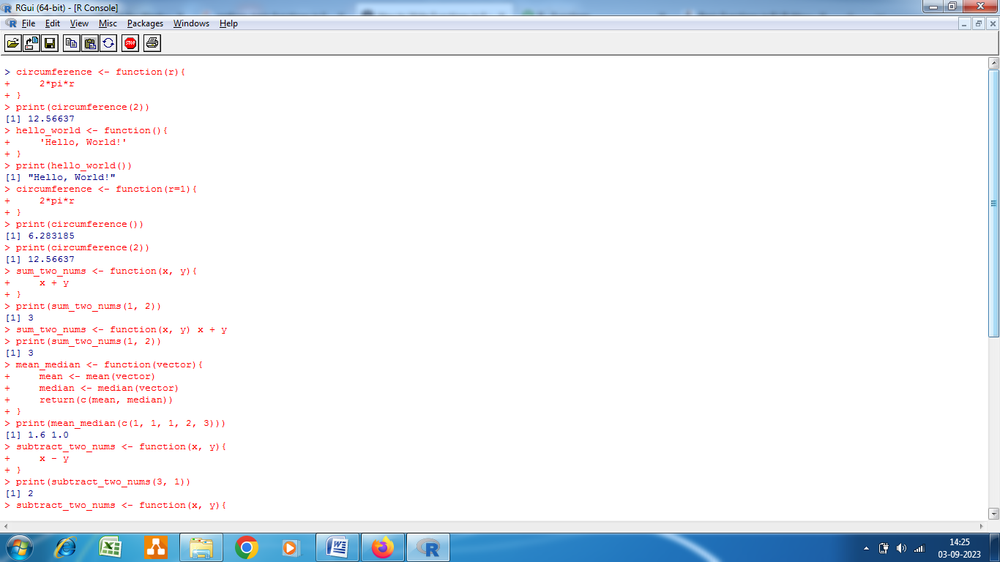 RGui (64-bit) - [R Console]
File Edit View Misc Packages Windows Help
STOP
> circumference <- function(r){
+     2*pi*r
+ }
> print(circumference(2))
[1] 12.56637
> hello_world <- function(){
+     'Hello, World!'
+ }
> print(hello_world())
[1] "Hello, World!"
> circumference <- function(r=1){
+     2*pi*r
+ }
> print(circumference())
[1] 6.283185
> print(circumference(2))
[1] 12.56637
> sum_two_nums <- function(x, y){
+     x + y
+ }
> print(sum_two_nums(1, 2))
[1] 3
> sum_two_nums <- function(x, y) x + y
> print(sum_two_nums(1, 2))
[1] 3
> mean_median <- function(vector){
+     mean <- mean(vector)
+     median <- median(vector)
+     return(c(mean, median))
+ }
> print(mean_median(c(1, 1, 1, 2, 3)))
[1] 1.6 1.0
> subtract_two_nums <- function(x, y){
+     x - y
+ }
> print(subtract_two_nums(3, 1))
[1] 2
> subtract_two_nums <- function(x, y){
14:25
03-09-2023